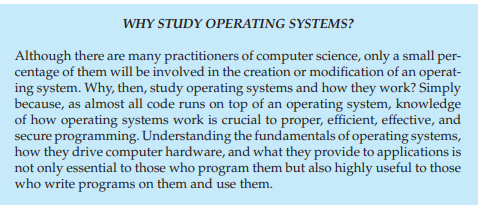 WHY STUDY OPERATING SYSTEMS?
Although there are many practitioners of computer science, only a small per-
centage of them will be involved in the creation or modification of an operat-
ing system. Why, then, study operating systems and how they work? Simply
because, as almost all code runs on top of an operating system, knowledge
of how operating systems work is crucial to proper, efficient, effective, and
secure programming. Understanding the fundamentals of operating systems,
how they drive computer hardware, and what they provide to applications is
not only essential to those who program them but also highly useful to those
who write programs on them and use them.